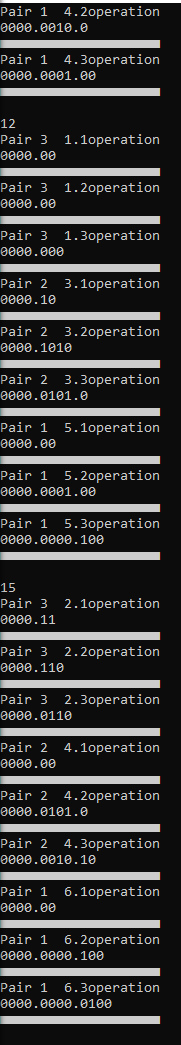 Pair 1  4.2operation
0000.0010.0
Pair 1  4.3operation
0000.0001.00
12
Pair 3  1.1operation
0000.00
Pair 3  1.2operation
0000.00
Pair 3  1.3operation
0000.000
Pair 2  3.1operation
0000.10
Pair 2  3.2operation
0000.1010
Pair 2  3.3operation
0000.0101.0
Pair 1  5.1operation
0000.00
Pair 1  5.2operation
0000.0001.00
Pair 1  5.3operation
0000.0000.100
15
Pair 3  2.1operation
0000.11
Pair 3  2.2operation
0000.110
Pair 3  2.3operation
0000.0110
Pair 2  4.1operation
0000.00
Pair 2  4.2operation
0000.0101.0
Pair 2  4.3operation
0000.0010.10
Pair 1  6.1operation
0000.00
Pair 1  6.2operation
0000.0000.100
Pair 1  6.3operation
0000.0000.0100